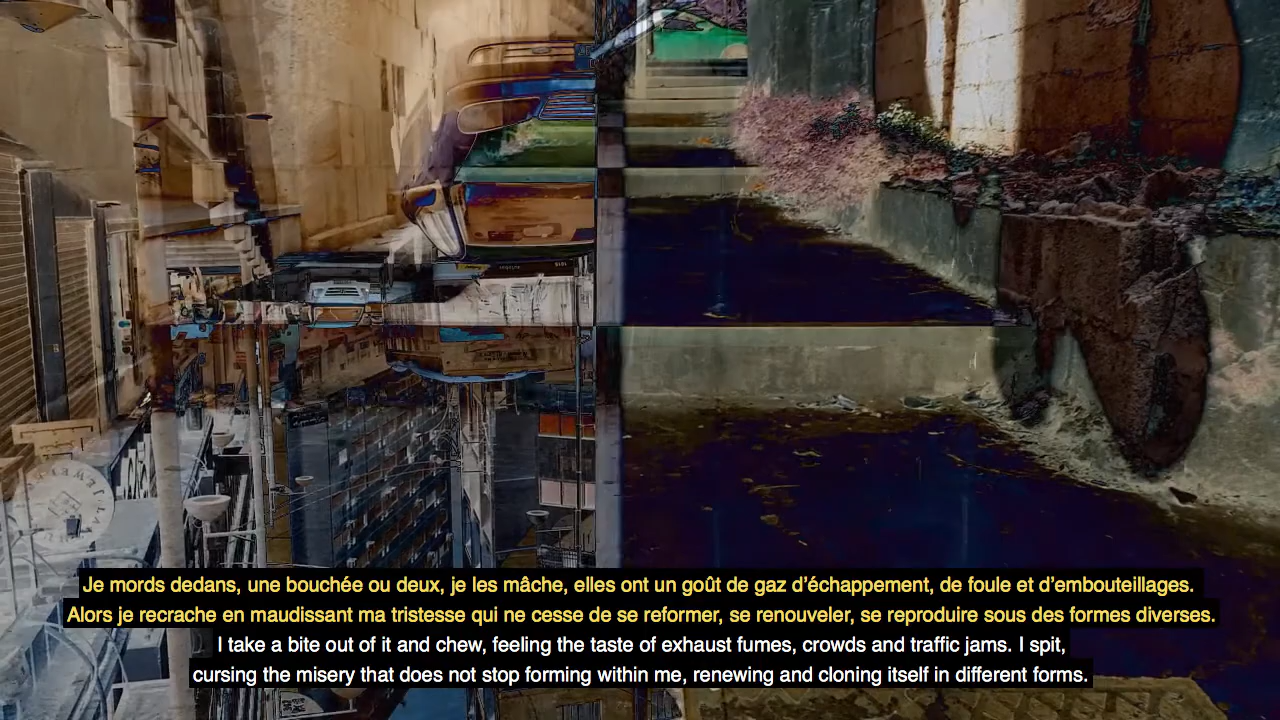 Je mords dedans, une bouchée ou deux, je les mâche, elles ont un goût de gaz d’échappement, de foule et d’embouteillages.
Alors je recrache en maudissant ma tristesse qui ne cesse de se reformer, se renouveler, se reproduire sous des formes diverses.
I take a bite out of it and chew, feeling the taste of exhaust fumes, crowds and traffic jams. I spit,
cursing the misery that does not stop forming within me, renewing and cloning itself in different forms.